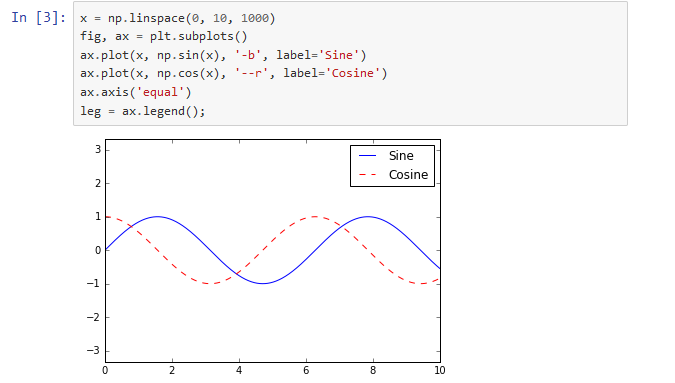 In [3]:
x = np.linspace(0, 10, 1000)
fig, ax = plt.subplots()
ax.plot(x, np.sin(x), '-b', label='Sine')
ax.plot(x, np.cos(x), '--r', label='Cosine')
ax.axis('equal')
leg = ax.legend();
3
2
1
0
−1
−2
−3
Sine
Cosine
0 2 4 6 8 10